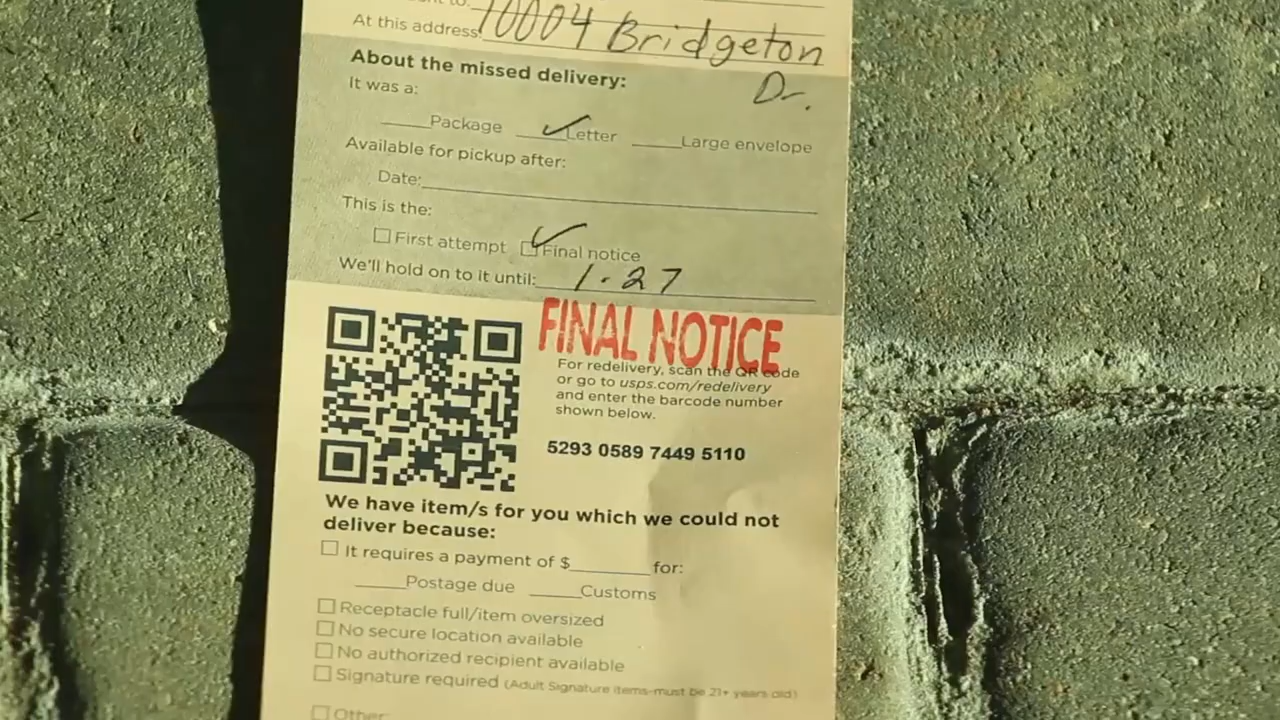 At this address: 10004 Bridgeton
Dr.
About the missed delivery:
It was a:
Package Letter Large envelope
Available for pickup after:
Date:
This is the:
First attempt Final notice
We'll hold on to it until: 1.27
FINAL NOTICE
For redelivery, scan the QR code
or go to usps.com/redelivery
and enter the barcode number
shown below.
5293 0589 7449 5110
We have item/s for you which we could not
deliver because:
It requires a payment of $ for:
Postage due Customs
Receptacle full/item oversized
No secure location available
No authorized recipient available
Signature required (Adult Signature items-must be 21+ years old)
Other